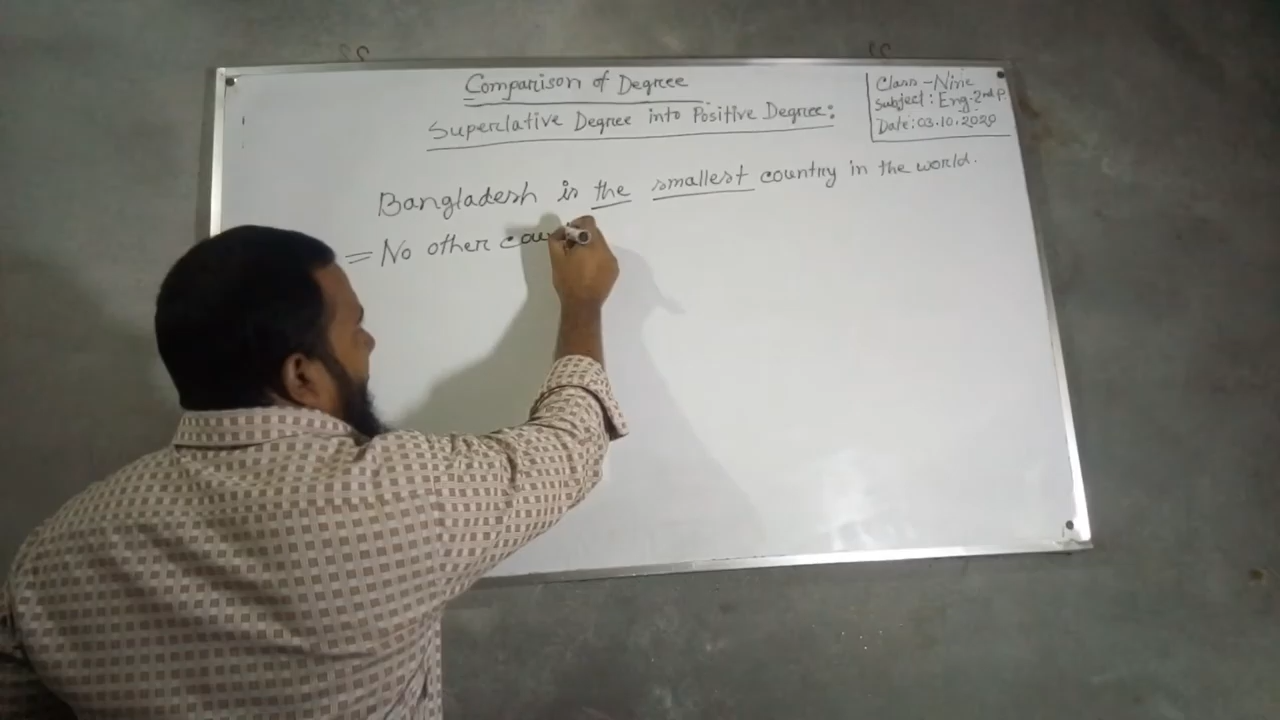 Comparison of Degree
Superlative Degree into Positive Degree:
Class - Nine
Subject: Eng. 2nd P.
Date: 03.10.2020
Bangladesh is the smallest country in the world.
= No other cou